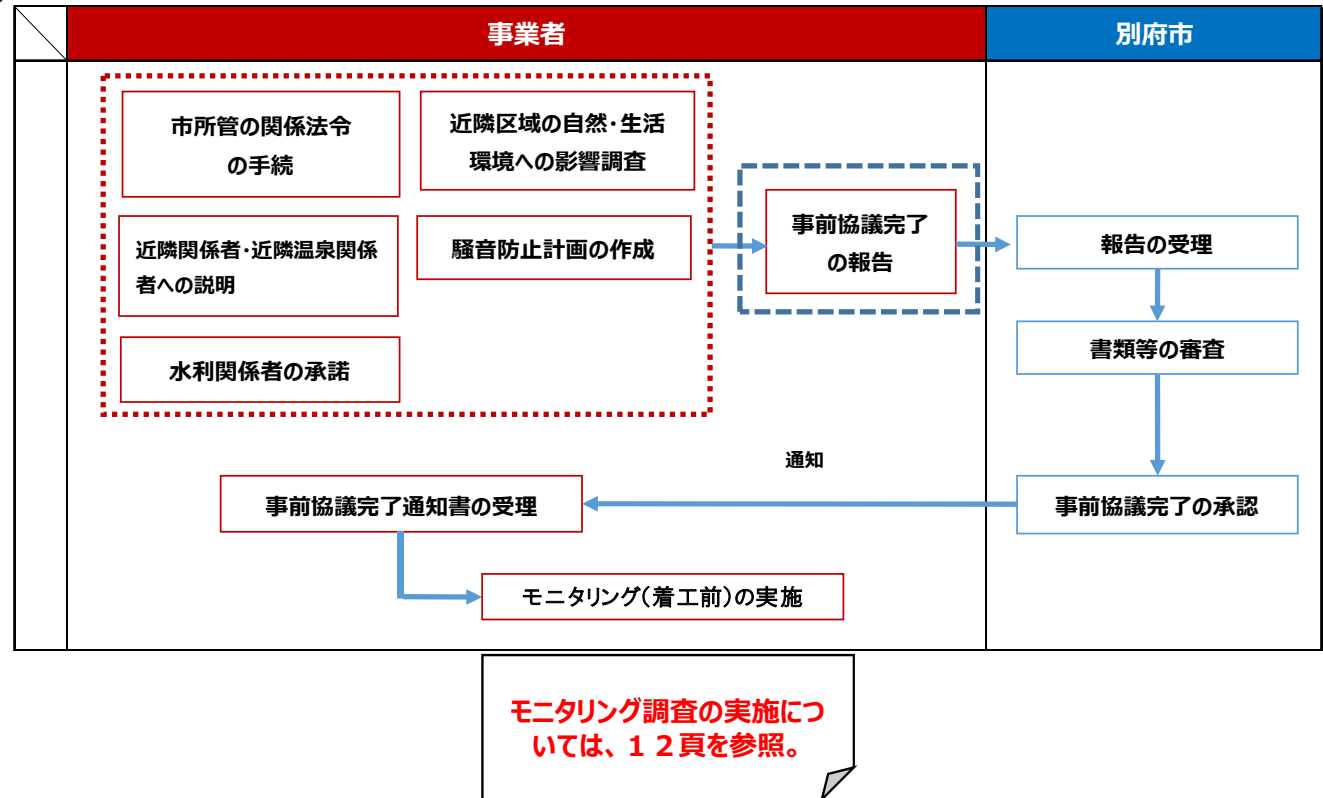 事業者
別府市
市所管の関係法令
の手続
近隣区域の自然・生活
環境への影響調査
近隣関係者・近隣温泉関係
者への説明
騒音防止計画の作成
水利関係者の承諾
事前協議完了
の報告
報告の受理
書類等の審査
通知
事前協議完了の承認
事前協議完了通知書の受理
モニタリング(着工前)の実施
モニタリング調査の実施につ
いては、１２頁を参照。